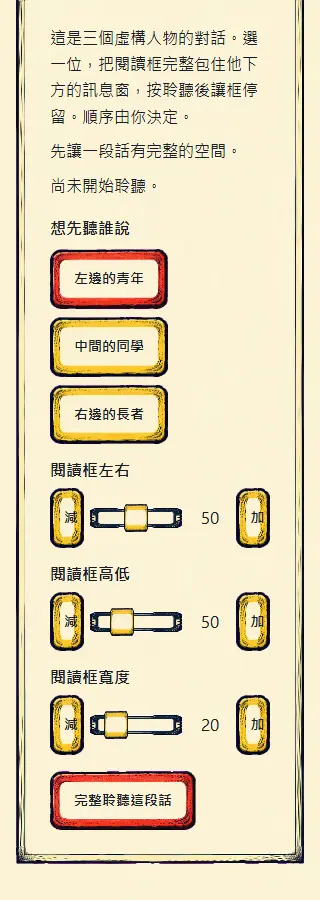 這是三個虛構人物的對話。選
一位，把閱讀框完整包住他下
方的訊息窗，按聆聽後讓框停
留。順序由你決定。
先讓一段話有完整的空間。
尚未開始聆聽。
想先聽誰說
左邊的青年
中間的同學
右邊的長者
閱讀框左右
減 50 加
閱讀框高低
減 50 加
閱讀框寬度
減 20 加
完整聆聽這段話